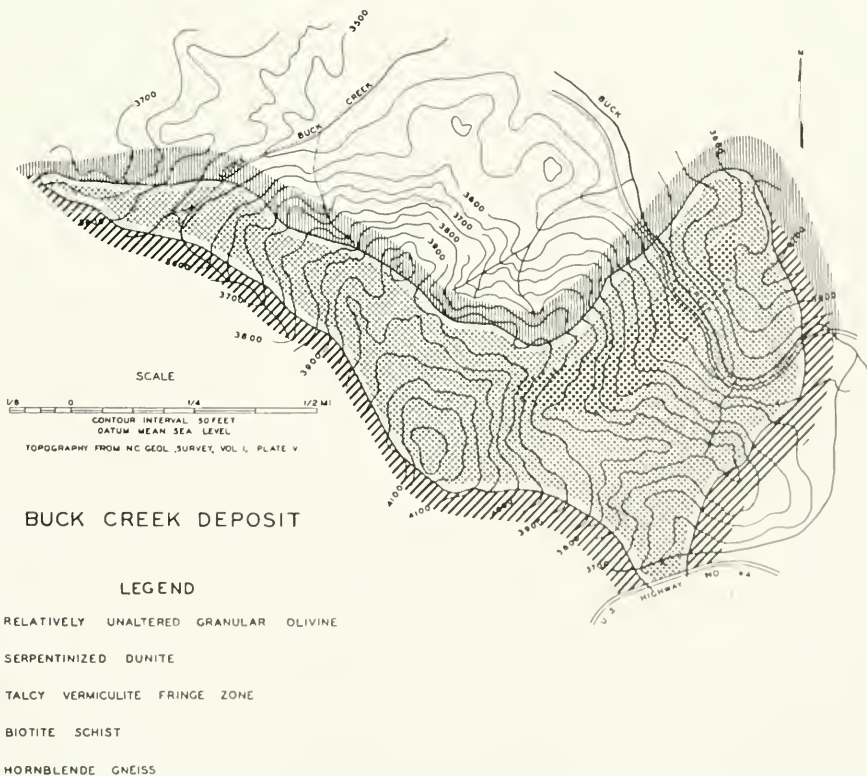 3500
3700
BUCK CREEK
BUCK
N
3800
3700
3800
3800
3700
3800
3900
SCALE
1/8 0 1/4 1/2 MI
CONTOUR INTERVAL 50 FEET
DATUM MEAN SEA LEVEL
TOPOGRAPHY FROM N C GEOL SURVEY, VOL 1, PLATE V
4100
4100
3900
3800
3700
U S HIGHWAY NO 64
BUCK CREEK DEPOSIT
LEGEND
RELATIVELY UNALTERED GRANULAR OLIVINE
SERPENTINIZED DUNITE
TALCY VERMICULITE FRINGE ZONE
BIOTITE SCHIST
HORNBLENDE GNEISS